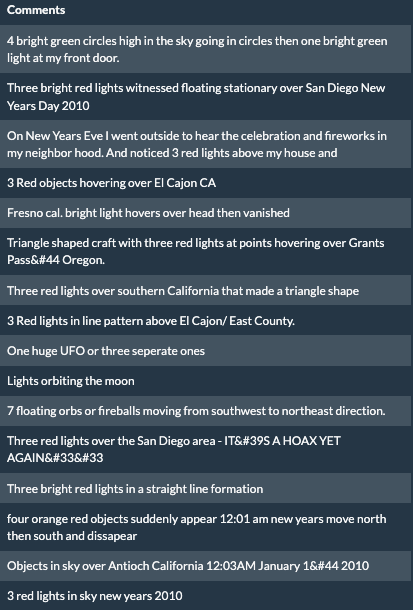 Comments
4 bright green circles high in the sky going in circles then one bright green
light at my front door.
Three bright red lights witnessed floating stationary over San Diego New
Years Day 2010
On New Years Eve I went outside to hear the celebration and fireworks in
my neighbor hood. And noticed 3 red lights above my house and
3 Red objects hovering over El Cajon CA
Fresno cal. bright light hovers over head then vanished
Triangle shaped craft with three red lights at points hovering over Grants
Pass&#44 Oregon.
Three red lights over southern California that made a triangle shape
3 Red lights in line pattern above El Cajon/ East County.
One huge UFO or three seperate ones
Lights orbiting the moon
7 floating orbs or fireballs moving from southwest to northeast direction.
Three red lights over the San Diego area - IT&#39S A HOAX YET
AGAIN&#33&#33
Three bright red lights in a straight line formation
four orange red objects suddenly appear 12:01 am new years move north
then south and dissapear
Objects in sky over Antioch California 12:03AM January 1&#44 2010
3 red lights in sky new years 2010